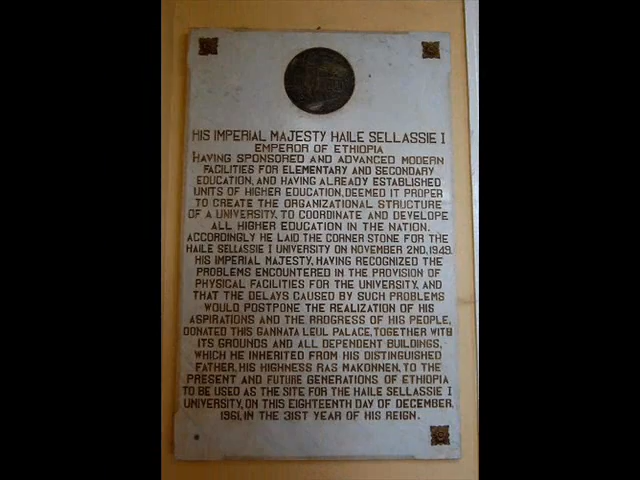 HIS IMPERIAL MAJESTY HAILE SELLASSIE I
EMPEROR OF ETHIOPIA
HAVING SPONSORED AND ADVANCED MODERN
FACILITIES FOR ELEMENTARY AND SECONDARY
EDUCATION, AND HAVING ALREADY ESTABLISHED
UNITS OF HIGHER EDUCATION, DEEMED IT PROPER
TO CREATE THE ORGANIZATIONAL STRUCTURE
OF A UNIVERSITY, TO COORDINATE AND DEVELOPE
ALL HIGHER EDUCATION IN THE NATION.
ACCORDINGLY HE LAID THE CORNER STONE FOR THE
HAILE SELLASSIE I UNIVERSITY ON NOVEMBER 2ND, 1949.
HIS IMPERIAL MAJESTY, HAVING RECOGNIZED THE
PROBLEMS ENCOUNTERED IN THE PROVISION OF
PHYSICAL FACILITIES FOR THE UNIVERSITY, AND
THAT THE DELAYS CAUSED BY SUCH PROBLEMS
WOULD POSTPONE THE REALIZATION OF HIS
ASPIRATIONS AND THE PROGRESS OF HIS PEOPLE,
DONATED THIS GANNATA LEUL PALACE, TOGETHER WITH
ITS GROUNDS AND ALL DEPENDENT BUILDINGS,
WHICH HE INHERITED FROM HIS DISTINGUISHED
FATHER, HIS HIGHNESS RAS MAKONNEN, TO THE
PRESENT AND FUTURE GENERATIONS OF ETHIOPIA
TO BE USED AS THE SITE FOR THE HAILE SELLASSIE I
UNIVERSITY, ON THIS EIGHTEENTH DAY OF DECEMBER,
1961, IN THE 31ST YEAR OF HIS REIGN.